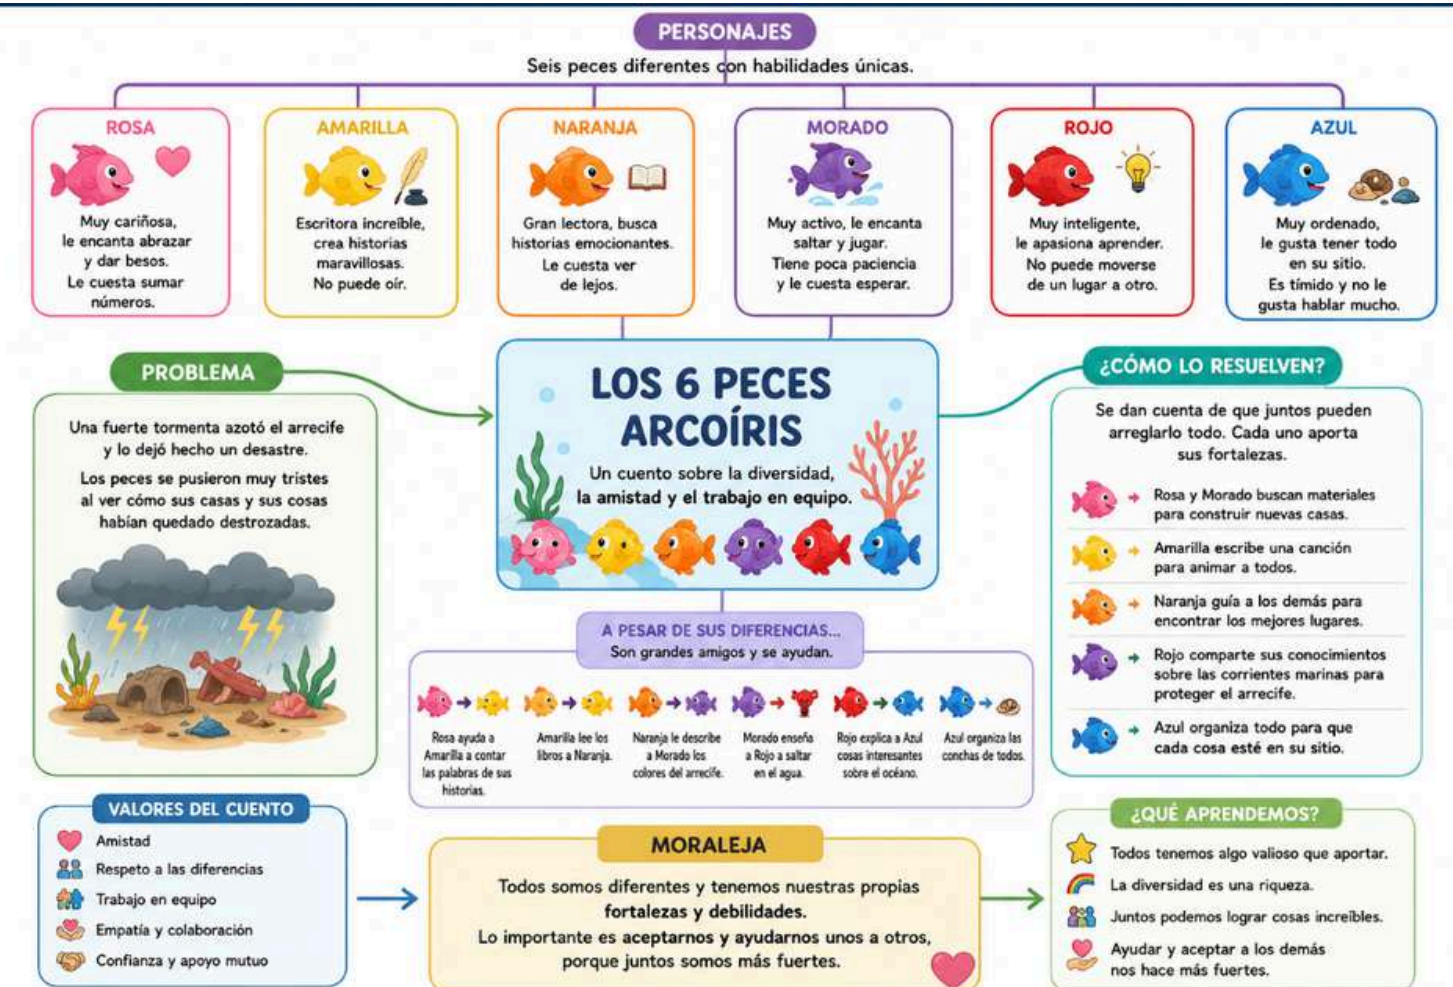 PERSONAJES
Seis peces diferentes con habilidades únicas.
ROSA
Muy cariñosa,
le encanta abrazar
y dar besos.
Le cuesta sumar
números.
AMARILLA
Escritora increíble,
crea historias
maravillosas.
No puede oír.
NARANJA
Gran lectora, busca
historias emocionantes.
Le cuesta ver
de lejos.
MORADO
Muy activo, le encanta
saltar y jugar.
Tiene poca paciencia
y le cuesta esperar.
ROJO
Muy inteligente,
le apasiona aprender.
No puede moverse
de un lugar a otro.
AZUL
Muy ordenado,
le gusta tener todo
en su sitio.
Es tímido y no le
gusta hablar mucho.
PROBLEMA
Una fuerte tormenta azotó el arrecife
y lo dejó hecho un desastre.
Los peces se pusieron muy tristes
al ver cómo sus casas y sus cosas
habían quedado destrozadas.
LOS 6 PECES
ARCOÍRIS
Un cuento sobre la diversidad,
la amistad y el trabajo en equipo.
¿CÓMO LO RESUELVEN?
Se dan cuenta de que juntos pueden
arreglarlo todo. Cada uno aporta
sus fortalezas.
Rosa y Morado buscan materiales
para construir nuevas casas.
Amarilla escribe una canción
para animar a todos.
Naranja guía a los demás para
encontrar los mejores lugares.
Rojo comparte sus conocimientos
sobre las corrientes marinas para
proteger el arrecife.
Azul organiza todo para que
cada cosa esté en su sitio.
A PESAR DE SUS DIFERENCIAS...
Son grandes amigos y se ayudan.
Rosa ayuda a
Amarilla a contar
las palabras de sus
historias.
Amarilla lee los
libros a Naranja.
Naranja le describe
a Morado los
colores del arrecife.
Morado enseña
a Rojo a saltar
en el agua.
Rojo explica a Azul
cosas interesantes
sobre el océano.
Azul organiza las
conchas de todos.
VALORES DEL CUENTO
Amistad
Respeto a las diferencias
Trabajo en equipo
Empatía y colaboración
Confianza y apoyo mutuo
MORALEJA
Todos somos diferentes y tenemos nuestras propias
fortalezas y debilidades.
Lo importante es aceptarnos y ayudarnos unos a otros,
porque juntos somos más fuertes.
¿QUÉ APRENDEMOS?
Todos tenemos algo valioso que aportar.
La diversidad es una riqueza.
Juntos podemos lograr cosas increíbles.
Ayudar y aceptar a los demás
nos hace más fuertes.